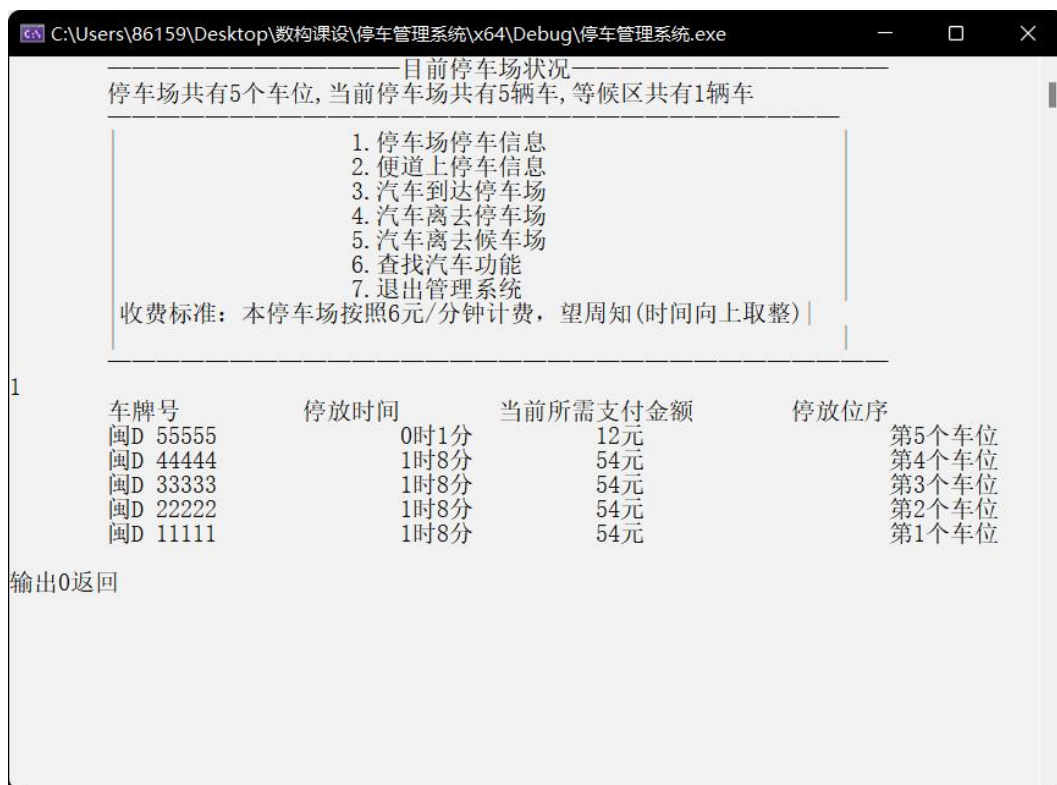 C:\Users\86159\Desktop\数构课设\停车管理系统\x64\Debug\停车管理系统.exe
————————————目前停车场状况—————————————
停车场共有5个车位,当前停车场共有5辆车,等候区共有1辆车
——————————————————————————————
| 1.停车场停车信息 |
| 2.便道上停车信息 |
| 3.汽车到达停车场 |
| 4.汽车离去停车场 |
| 5.汽车离去候车场 |
| 6.查找汽车功能 |
| 7.退出管理系统 |
|收费标准：本停车场按照6元/分钟计费，望周知(时间向上取整)|
| |
————————————————————————————————
1
车牌号 停放时间 当前所需支付金额 停放位序
闽D 55555 0时1分 12元 第5个车位
闽D 44444 1时8分 54元 第4个车位
闽D 33333 1时8分 54元 第3个车位
闽D 22222 1时8分 54元 第2个车位
闽D 11111 1时8分 54元 第1个车位
输出0返回